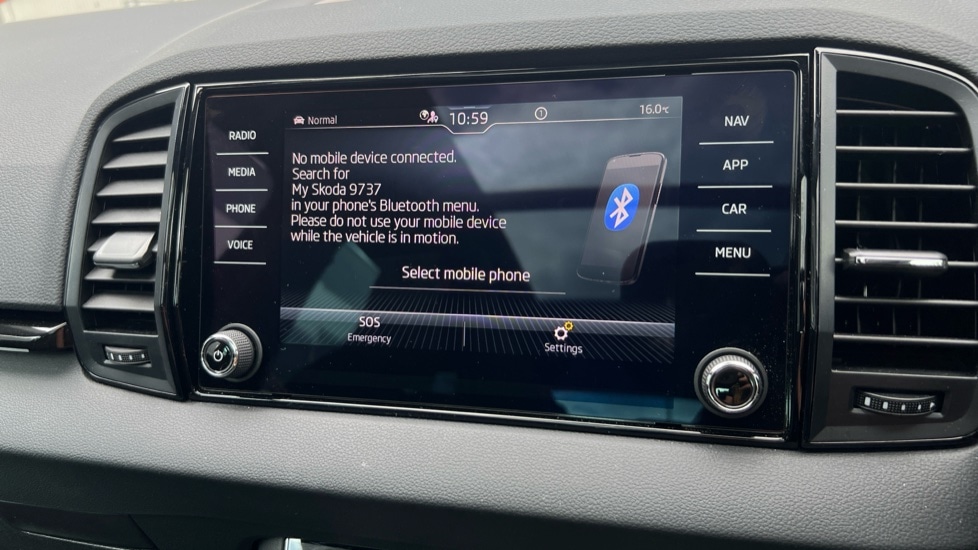 Normal
10:59
1
16.0°C
RADIO
MEDIA
PHONE
VOICE
No mobile device connected.
Search for
My Skoda 9737
in your phone's Bluetooth menu.
Please do not use your mobile device
while the vehicle is in motion.
Select mobile phone
SOS
Emergency
Settings
NAV
APP
CAR
MENU